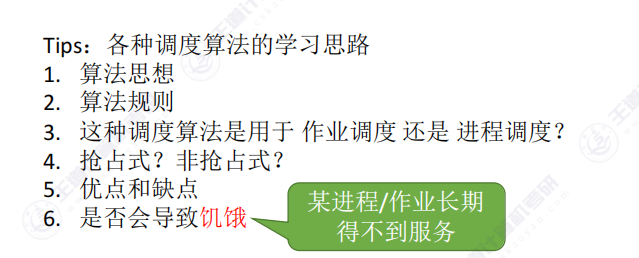 Tips：各种调度算法的学习思路
1. 算法思想
2. 算法规则
3. 这种调度算法是用于 作业调度 还是 进程调度？
4. 抢占式？非抢占式？
5. 优点和缺点
6. 是否会导致饥饿
某进程/作业长期
得不到服务